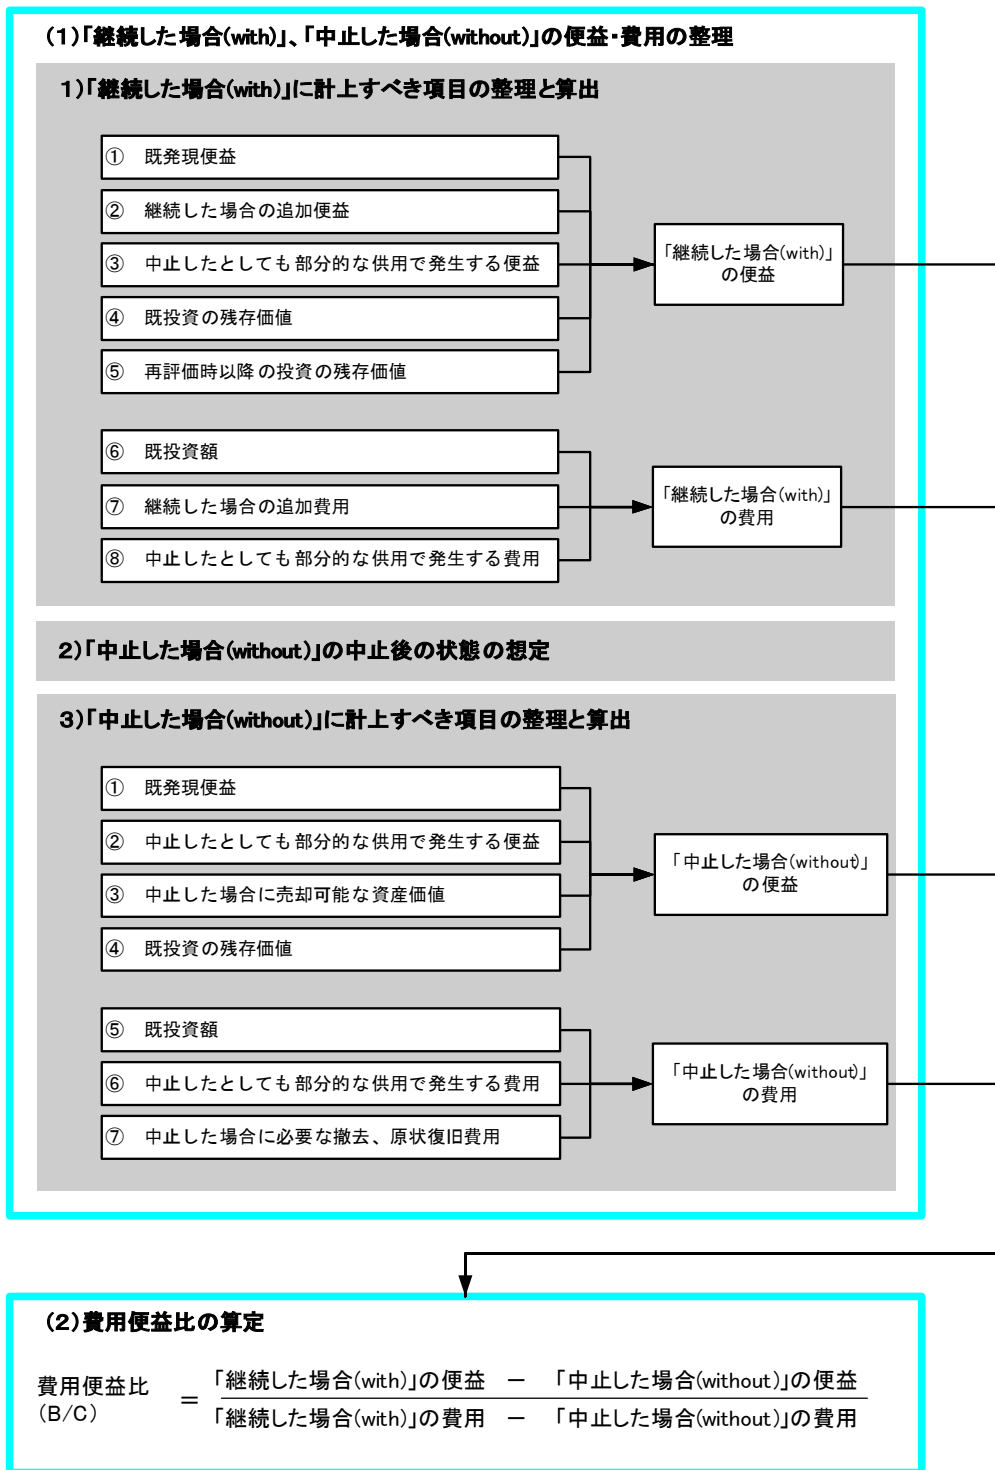 (1)「継続した場合(with)」、「中止した場合(without)」の便益・費用の整理
1)「継続した場合(with)」に計上すべき項目の整理と算出
① 既発現便益
② 継続した場合の追加便益
③ 中止したとしても部分的な供用で発生する便益
④ 既投資の残存価値
⑤ 再評価時以降の投資の残存価値
「継続した場合(with)」
の便益
⑥ 既投資額
⑦ 継続した場合の追加費用
⑧ 中止したとしても部分的な供用で発生する費用
「継続した場合(with)」
の費用
2)「中止した場合(without)」の中止後の状態の想定
3)「中止した場合(without)」に計上すべき項目の整理と算出
① 既発現便益
② 中止したとしても部分的な供用で発生する便益
③ 中止した場合に売却可能な資産価値
④ 既投資の残存価値
「中止した場合(without)」
の便益
⑤ 既投資額
⑥ 中止したとしても部分的な供用で発生する費用
⑦ 中止した場合に必要な撤去、原状復旧費用
「中止した場合(without)」
の費用
(2)費用便益比の算定
費用便益比
(B/C)
=
「継続した場合(with)」の便益 － 「中止した場合(without)」の便益
「継続した場合(with)」の費用 － 「中止した場合(without)」の費用